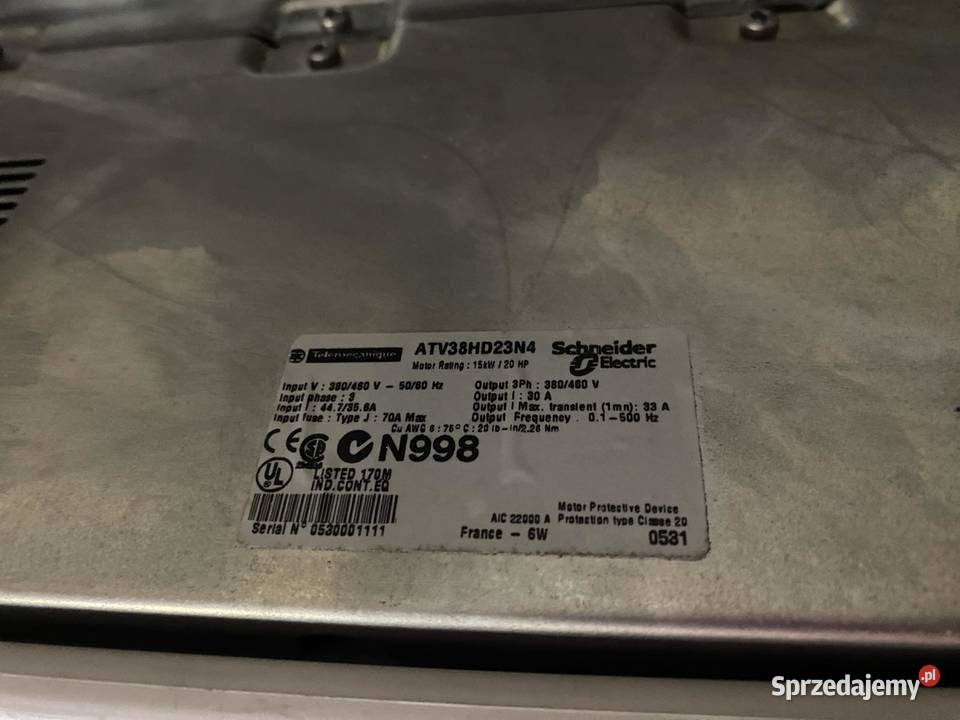 Telemecanique ATV38HD23N4 Schneider Electric
Motor Rating : 15kW / 20 HP
Input V : 380/460 V – 50/60 Hz Output 3Ph : 380/460 V
Input phase : 3 Output I : 30 A
Input I : 44.7/35.6A Output I Max. transient (1mn) : 33 A
Input fuse : Type J : 70A Max Output Frequency : 0.1 – 500 Hz
Cu AWG 6 : 75° C : 20 lb-in/2.26 Nm
CE N998
UL LISTED 170M
IND.CONT.EQ
Motor Protective Device
AIC 22000 A Protection type Classe 20
Serial N° 0530001111 France – 6W 0531
Sprzedajemy.pl